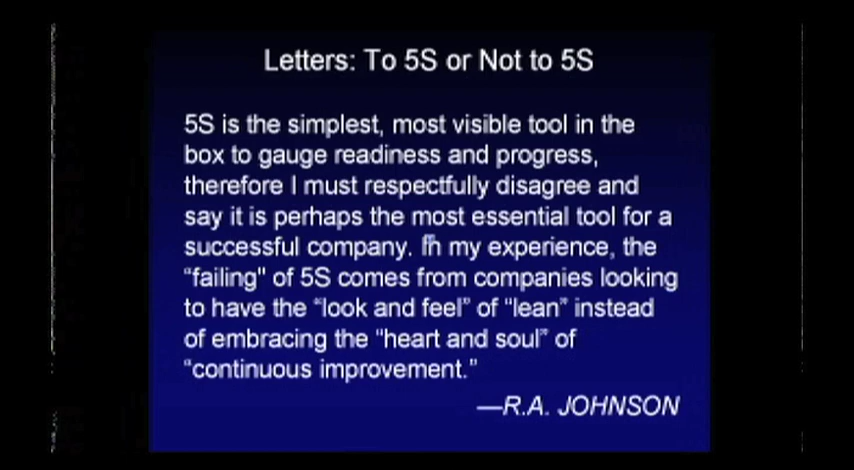 Letters: To 5S or Not to 5S
5S is the simplest, most visible tool in the
box to gauge readiness and progress,
therefore I must respectfully disagree and
say it is perhaps the most essential tool for a
successful company. In my experience, the
“failing" of 5S comes from companies looking
to have the “look and feel” of “lean” instead
of embracing the “heart and soul” of
“continuous improvement.”
—R.A. JOHNSON